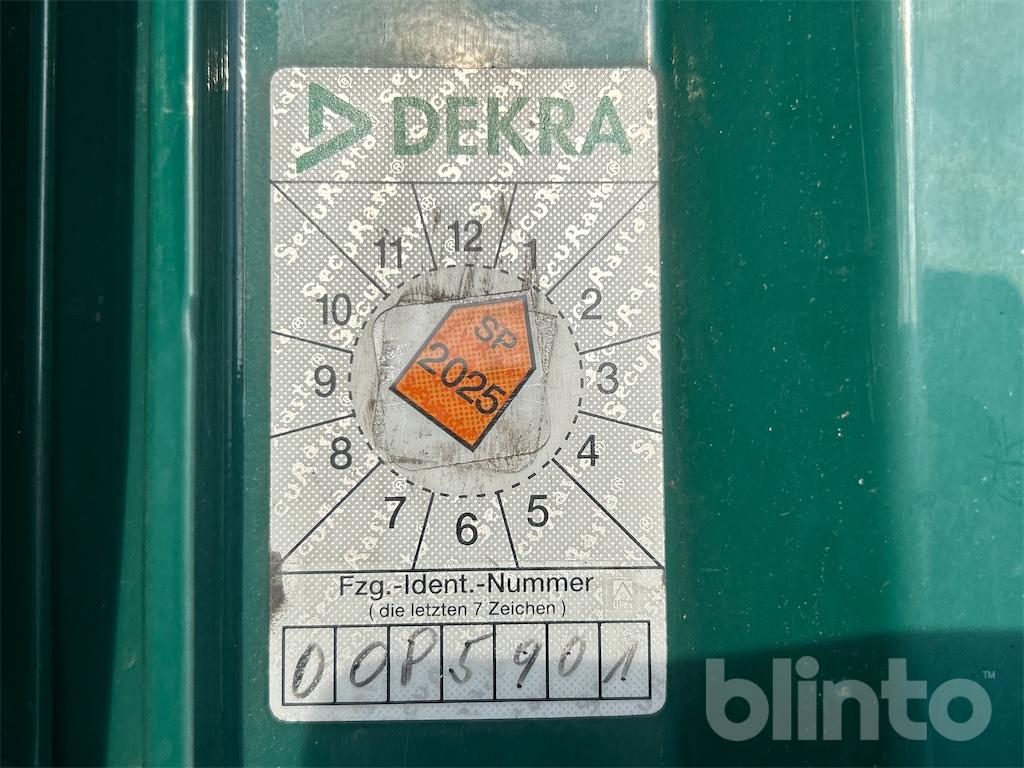 DEKRA
11 12 1
10 2
9 3
8 4
7 6 5
SP
2025
Fzg.-Ident.-Nummer
( die letzten 7 Zeichen )
0 0 P 5 9 0 1
blinto™